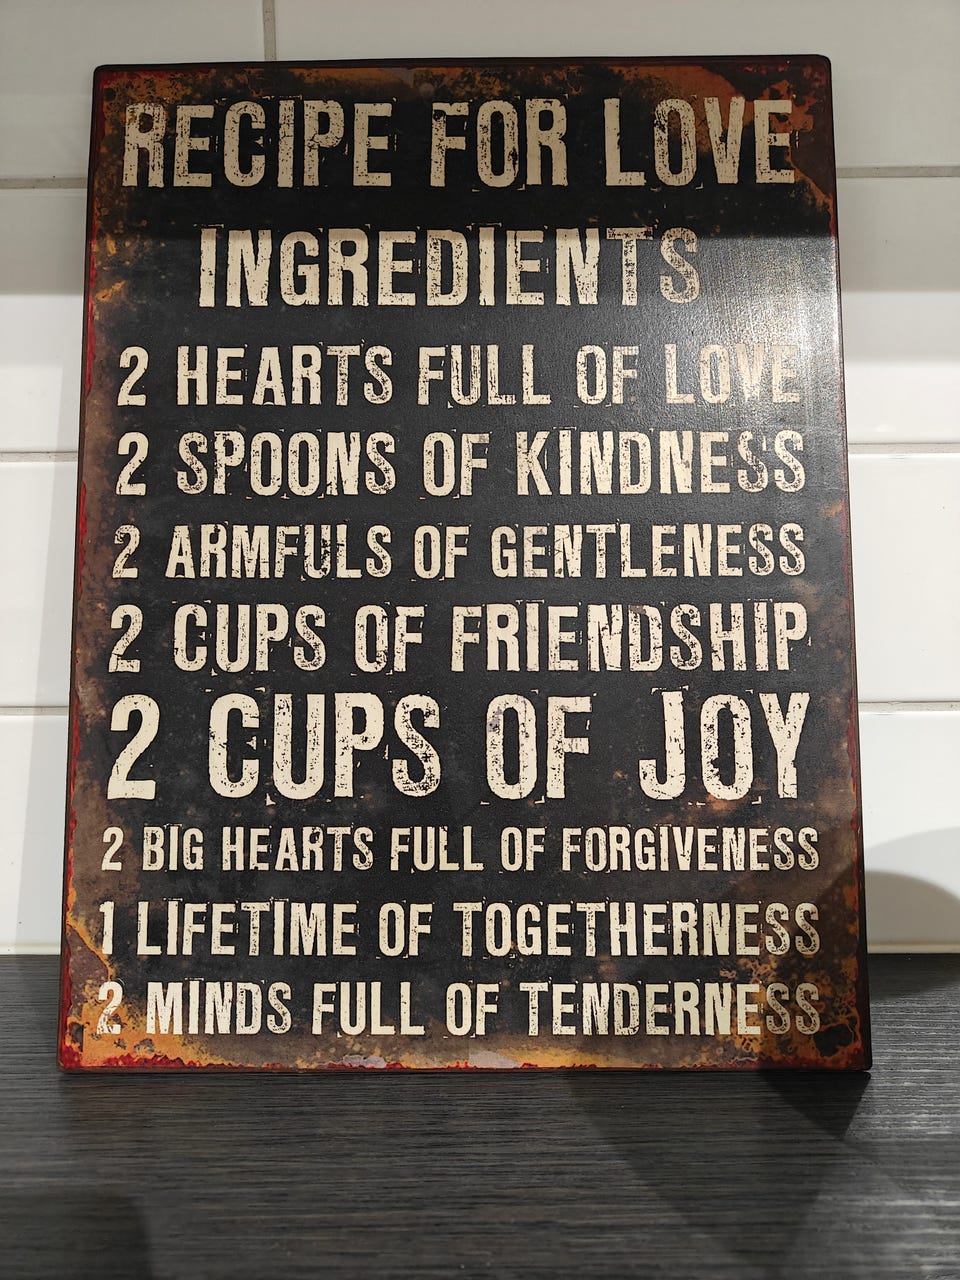 RECIPE FOR LOVE
INGREDIENTS
2 HEARTS FULL OF LOVE
2 SPOONS OF KINDNESS
2 ARMFULS OF GENTLENESS
2 CUPS OF FRIENDSHIP
2 CUPS OF JOY
2 BIG HEARTS FULL OF FORGIVENESS
1 LIFETIME OF TOGETHERNESS
2 MINDS FULL OF TENDERNESS